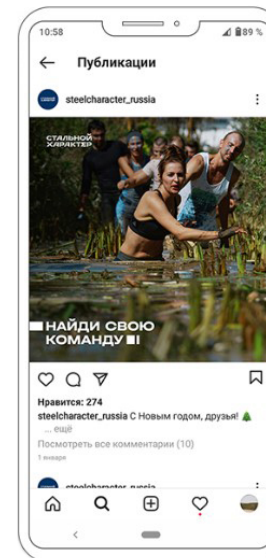 10:58
89 %
Публикации
steelcharacter_russia
СТАЛЬНОЙ
ХАРАКТЕР
НАЙДИ СВОЮ
КОМАНДУ
Нравится: 274
steelcharacter_russia С Новым годом, друзья!
... ещё
Посмотреть все комментарии (10)
1 января
steelcharacter_russia